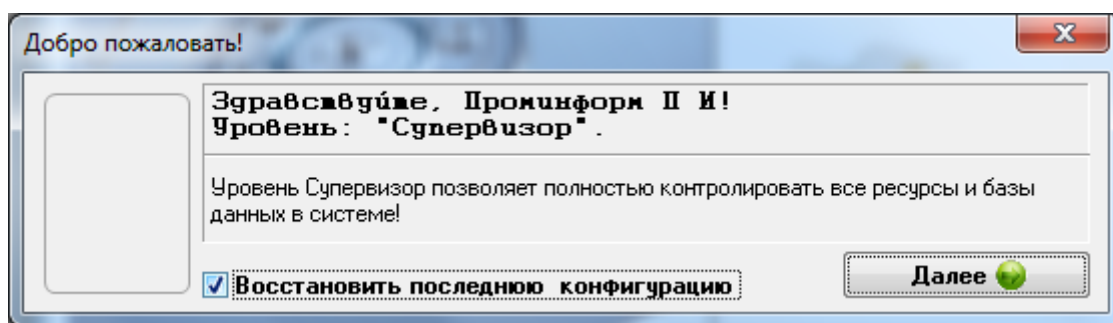 Добро пожаловать!
Здравствуйте, Проминформ П И!
Уровень: "Супервизор".
Уровень Супервизор позволяет полностью контролировать все ресурсы и базы
данных в системе!
Восстановить последнюю конфигурацию
Далее